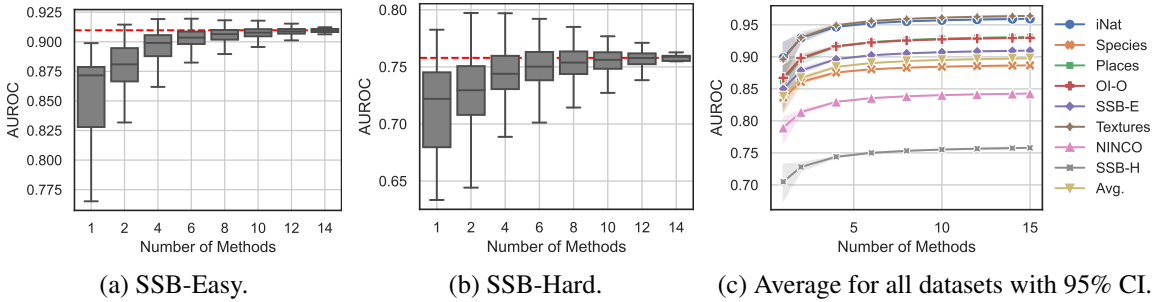 0.925
0.900
0.875
0.850
0.825
0.800
0.775
AUROC
1 2 4 6 8 10 12 14
Number of Methods
(a) SSB-Easy.
0.80
0.75
0.70
0.65
AUROC
1 2 4 6 8 10 12 14
Number of Methods
(b) SSB-Hard.
0.95
0.90
0.85
0.80
0.75
0.70
AUROC
5 10 15
Number of Methods
iNat
Species
Places
OI-O
SSB-E
Textures
NINCO
SSB-H
Avg.
(c) Average for all datasets with 95% CI.